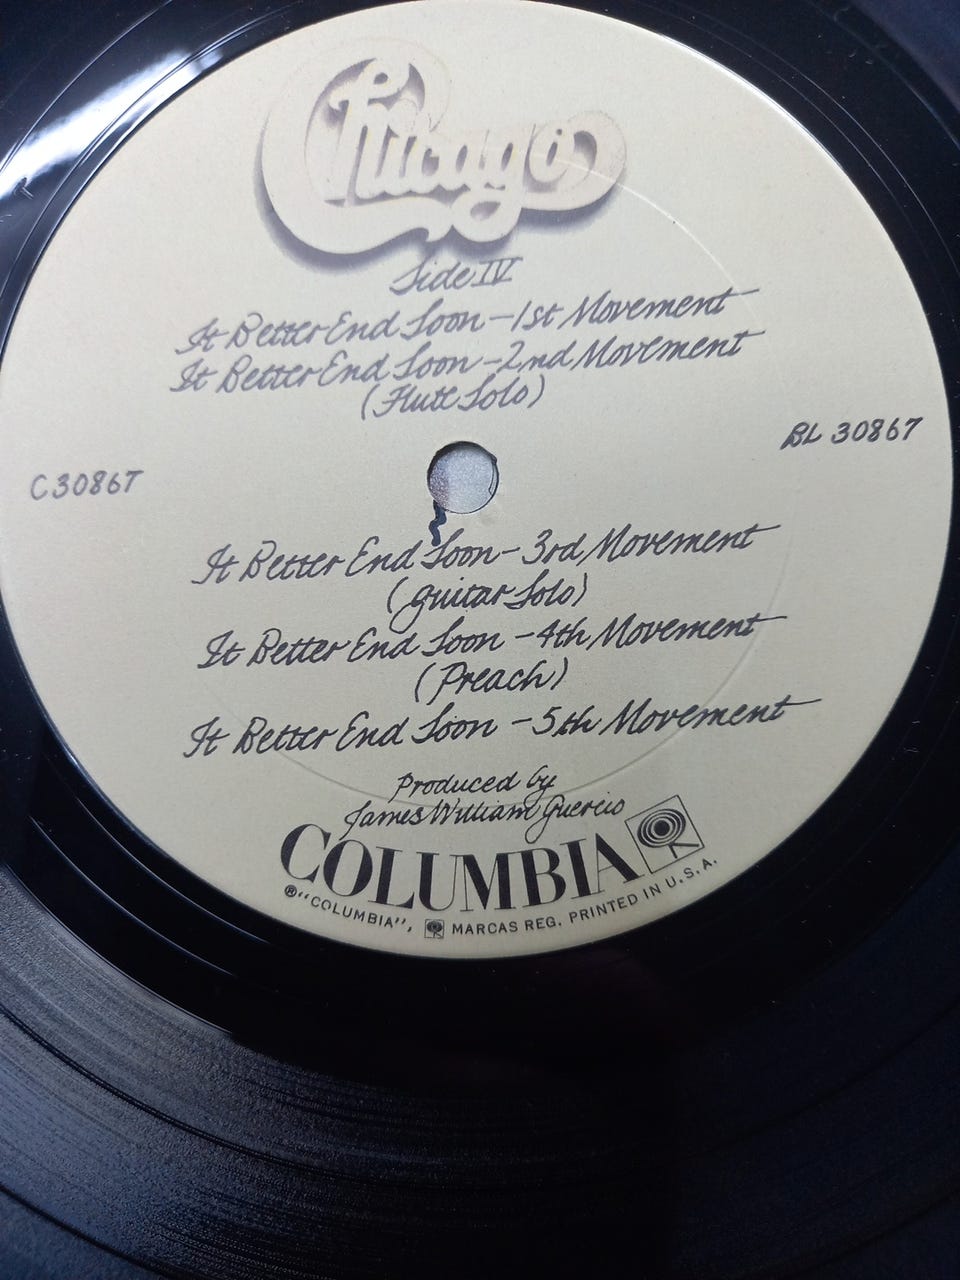 Chicago
Side IV
It Better End Soon-1st Movement
It Better End Soon-2nd Movement
(Flute Solo)
BL 30867
C30867
It Better End Soon-3rd Movement
(guitar Solo)
It Better End Soon -4th Movement
(Preach)
It Better End Soon -5th Movement
Produced by
James William Guercio
COLUMBIA
®"COLUMBIA", MARCAS REG. PRINTED IN U.S.A.